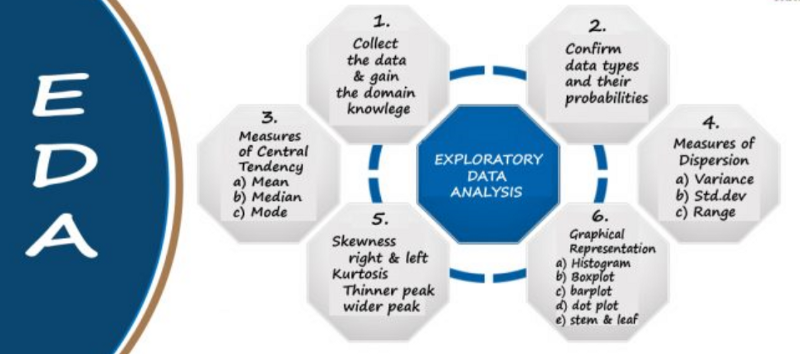 E
D
A
1.
Collect
the data
& gain
the domain
knowlege
2.
Confirm
data types
and their
probabilities
3.
Measures
of Central
Tendency
a) Mean
b) Median
c) Mode
EXPLORATORY
DATA
ANALYSIS
4.
Measures of
Dispersion
a) Variance
b) Std.dev
c) Range
5.
Skewness
right & left
Kurtosis
Thinner peak
wider peak
6.
Graphical
Representation
a) Histogram
b) Boxplot
c) barplot
d) dot plot
e) stem & leaf